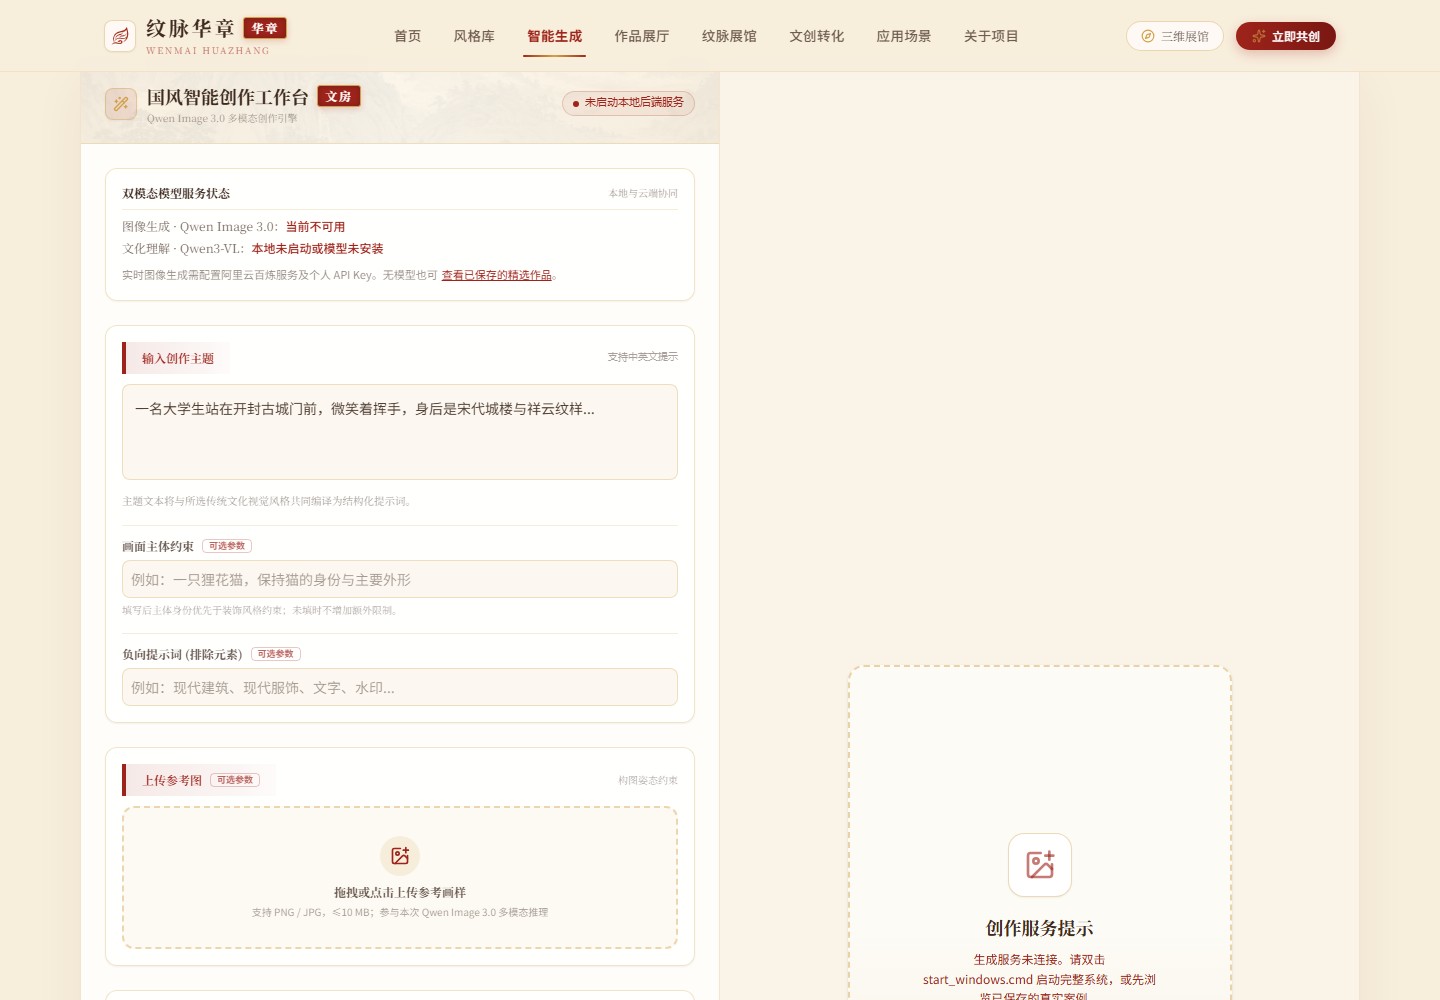 纹脉华章 华章
WENMAI HUAZHANG
首页 风格库 智能生成 作品展厅 纹脉展馆 文创转化 应用场景 关于项目
三维展馆 立即共创
国风智能创作工作台 文房
Qwen Image 3.0 多模态创作引擎
未启动本地后端服务
双模态模型服务状态 本地与云端协同
图像生成 · Qwen Image 3.0：当前不可用
文化理解 · Qwen3-VL：本地未启动或模型未安装
实时图像生成需配置阿里云百炼服务及个人 API Key。无模型也可 查看已保存的精选作品。
输入创作主题 支持中英文提示
一名大学生站在开封古城门前，微笑着挥手，身后是宋代城楼与祥云纹样...
主题文本将与所选传统文化视觉风格共同编译为结构化提示词。
画面主体约束 可选参数
例如：一只狸花猫，保持猫的身份与主要外形
填写后主体身份优先于装饰风格约束；未填时不增加额外限制。
负向提示词 (排除元素) 可选参数
例如：现代建筑、现代服饰、文字、水印...
上传参考图 可选参数 构图姿态约束
拖拽或点击上传参考画样
支持 PNG / JPG，≤10 MB；参与本次 Qwen Image 3.0 多模态推理
创作服务提示
生成服务未连接。请双击
start_windows.cmd 启动完整系统，或先浏
览已保存的真实案例